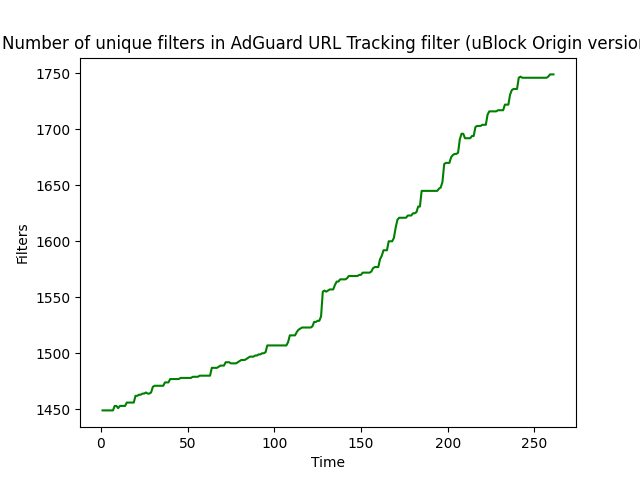 Number of unique filters in AdGuard URL Tracking filter (uBlock Origin version
1750
1700
1650
1600
1550
1500
1450
Filters
0 50 100 150 200 250
Time